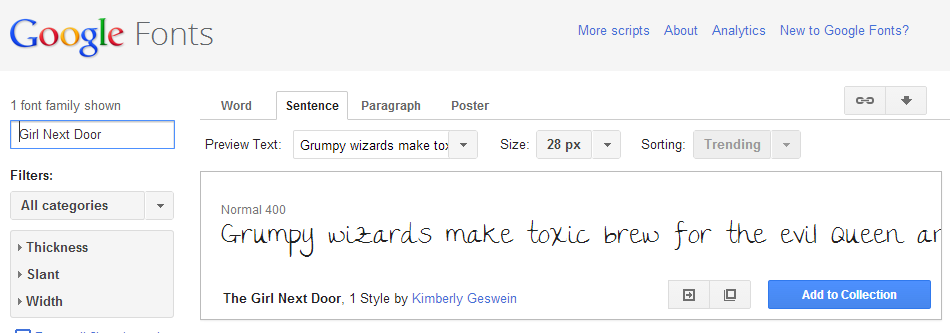 Google Fonts
More scripts About Analytics New to Google Fonts?
1 font family shown
Girl Next Door
Filters:
All categories
Thickness
Slant
Width
Word Sentence Paragraph Poster
Preview Text: Grumpy wizards make Size: 28 px Sorting: Trending
Normal 400
Grumpy wizards make toxic brew for the evil Queen
The Girl Next Door, 1 Style by Kimberly Geswein
Add to Collection